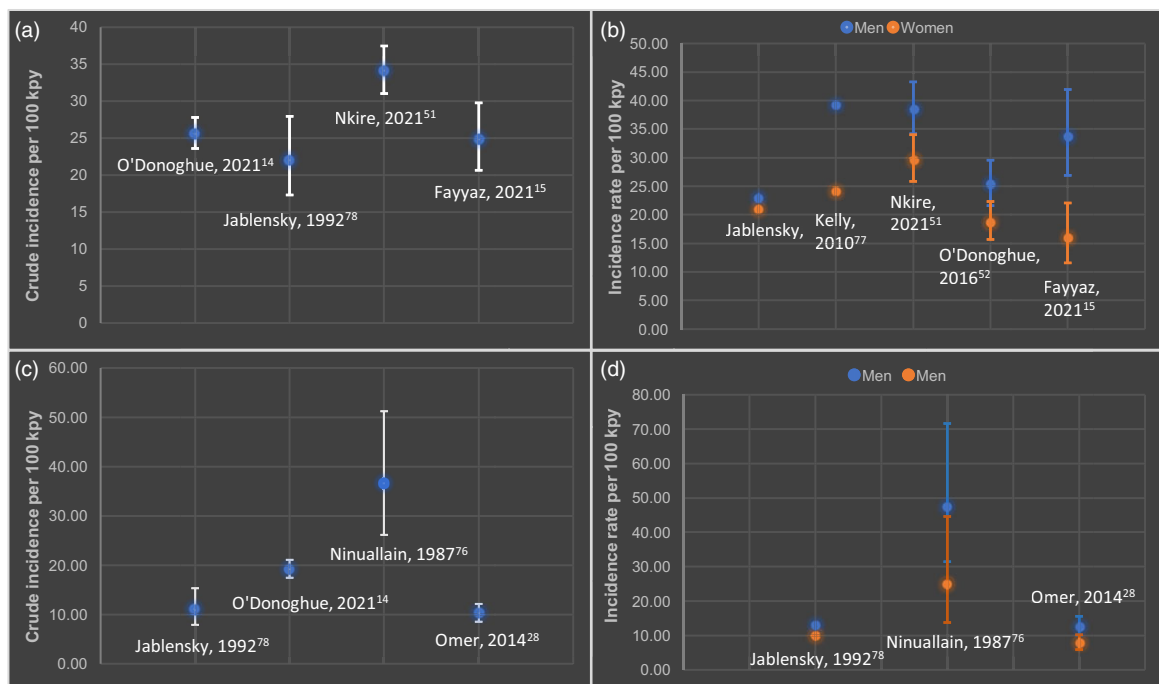 (a)
Crude incidence per 100 kpy
40
35
30
25
20
15
10
5
0
O'Donoghue, 2021¹⁴
Jablensky, 1992⁷⁸
Nkire, 2021⁵¹
Fayyaz, 2021¹⁵
(b)
Men Women
Incidence rate per 100 kpy
50.00
45.00
40.00
35.00
30.00
25.00
20.00
15.00
10.00
5.00
0.00
Jablensky,
Kelly,
2010⁷⁷
Nkire,
2021⁵¹
O'Donoghue,
2016⁵²
Fayyaz,
2021¹⁵
(c)
Crude incidence per 100 kpy
60.00
50.00
40.00
30.00
20.00
10.00
0.00
Jablensky, 1992⁷⁸
O'Donoghue, 2021¹⁴
Ninuallain, 1987⁷⁶
Omer, 2014²⁸
(d)
Men Men
Incidence rate per 100 kpy
80.00
70.00
60.00
50.00
40.00
30.00
20.00
10.00
0.00
Jablensky, 1992⁷⁸
Ninuallain, 1987⁷⁶
Omer, 2014²⁸